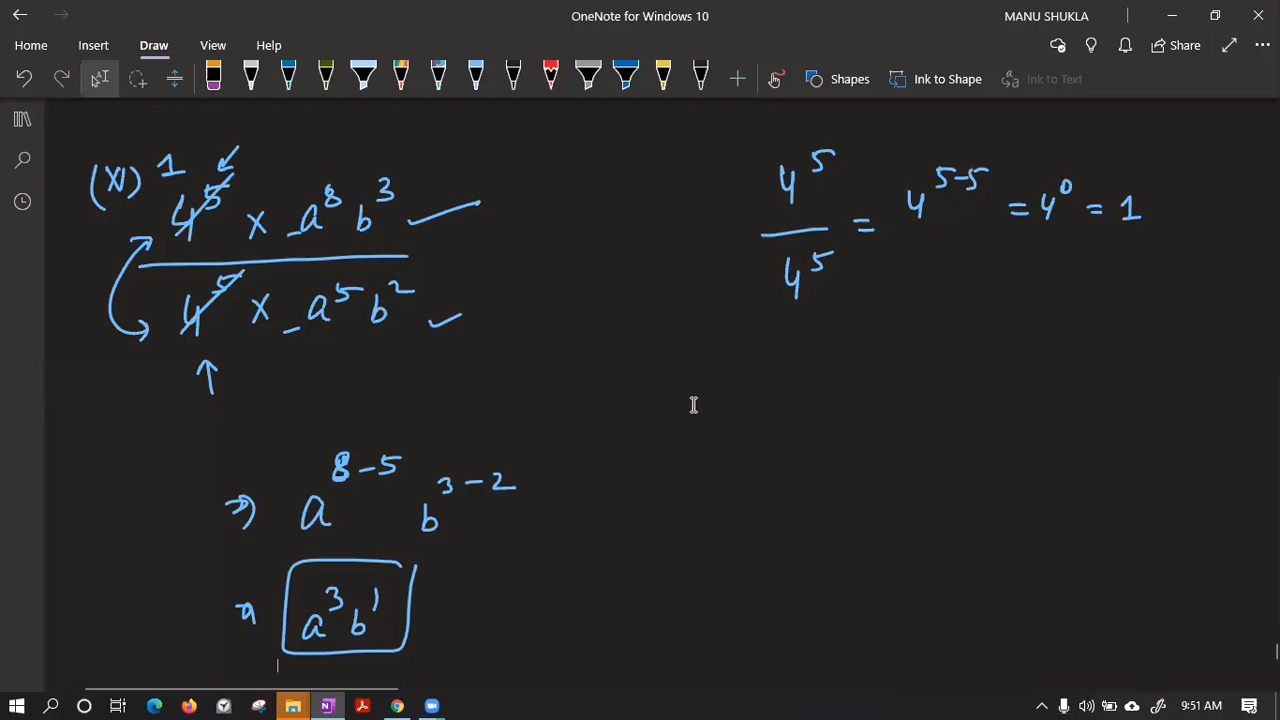 OneNote for Windows 10
MANU SHUKLA
Home Insert Draw View Help
Share
Shapes
Ink to Shape
Ink to Text
(XI) 1
4^5 × a^8 b^3
4^5 × a^5 b^2
⇒ a^8-5 b^3-2
⇒ a^3 b^1
4^5 / 4^5 = 4^5-5 = 4^0 = 1
9:51 AM